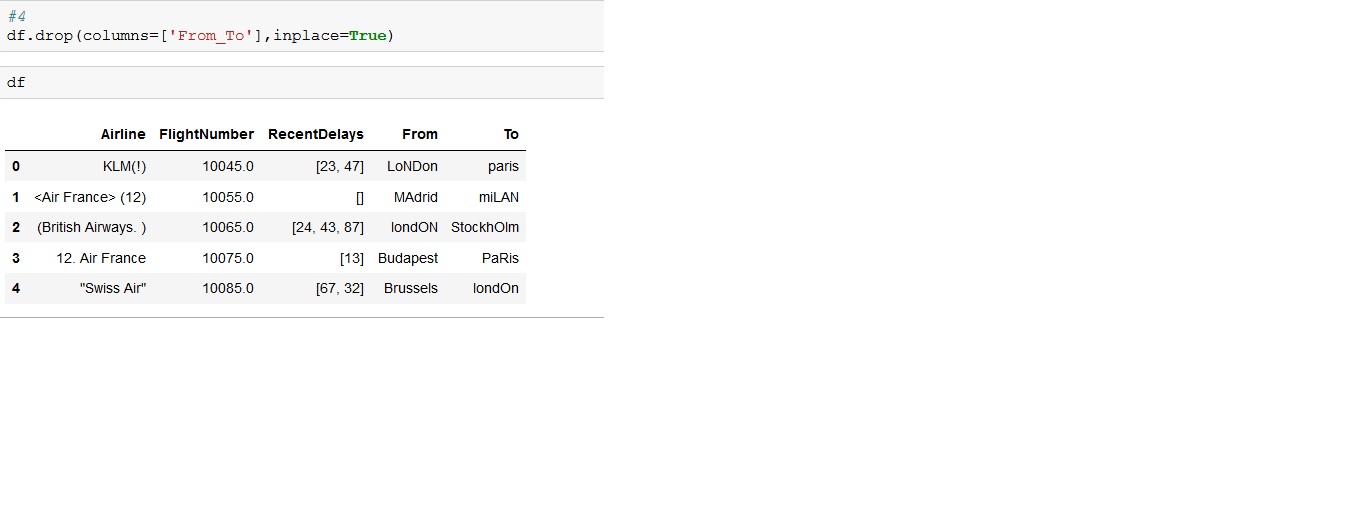 #4
df.drop(columns=['From_To'],inplace=True)
df
Airline FlightNumber RecentDelays From To
0 KLM(!) 10045.0 [23, 47] LoNDon paris
1 <Air France> (12) 10055.0 [] MAdrid miLAN
2 (British Airways. ) 10065.0 [24, 43, 87] londON StockhOlm
3 12. Air France 10075.0 [13] Budapest PaRis
4 "Swiss Air" 10085.0 [67, 32] Brussels londOn